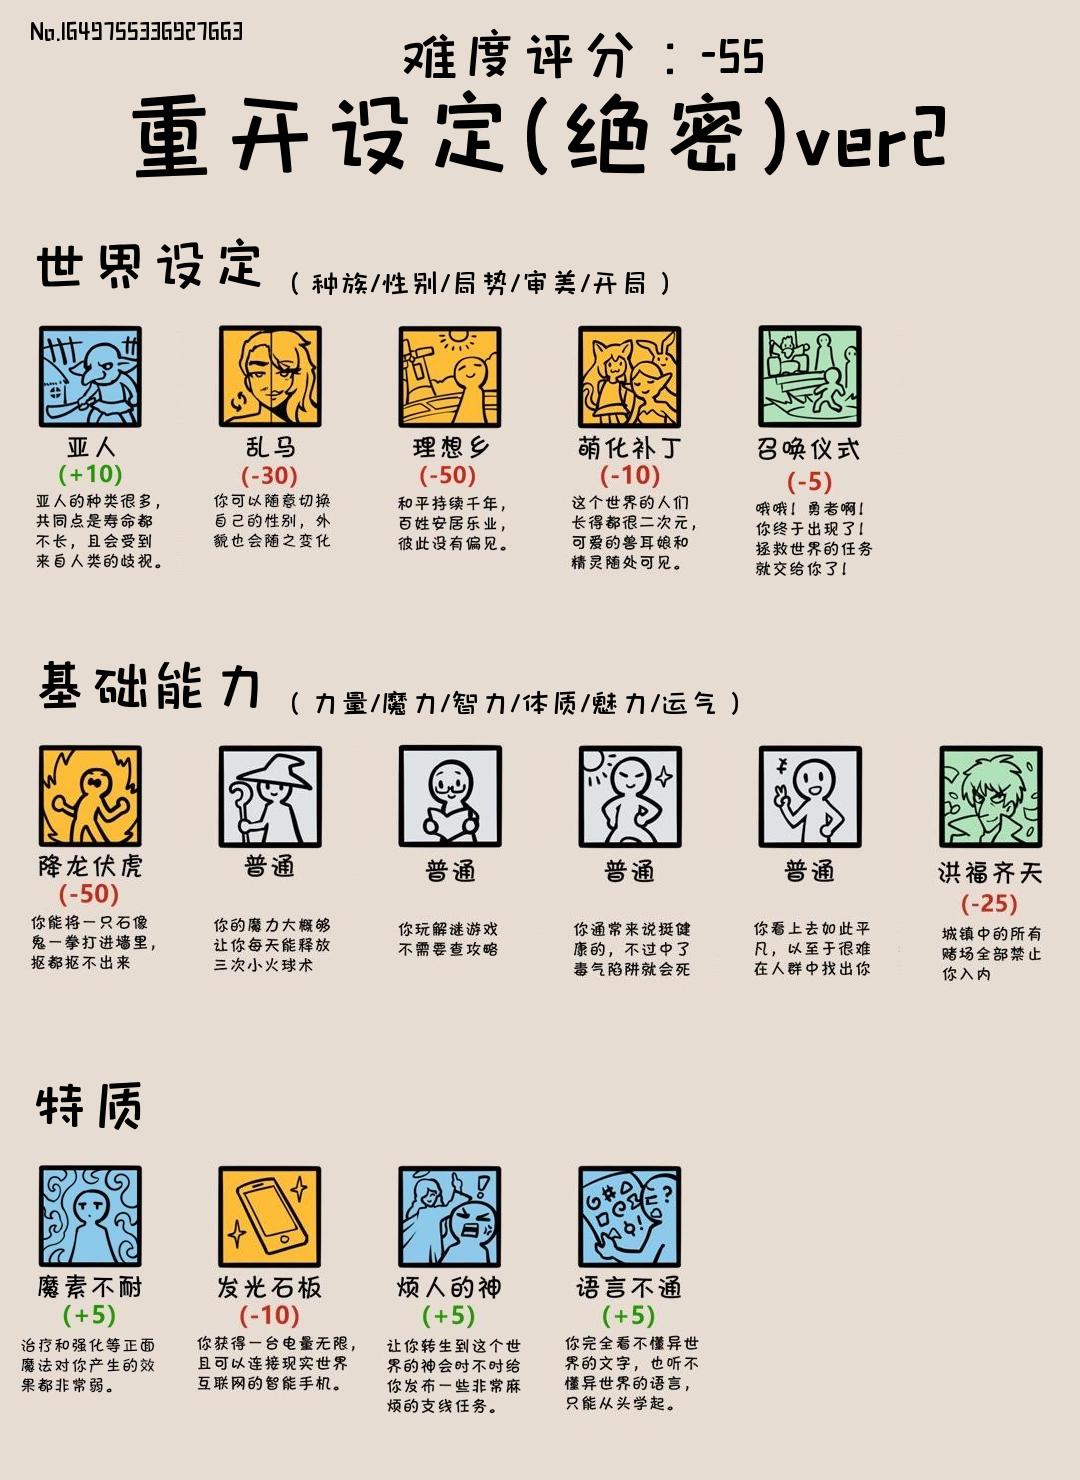 No.1649755336927663
难度评分：-55
重开设定(绝密)ver2
世界设定（种族/性别/局势/审美/开局）
亚人
(+10)
亚人的种类很多，
共同点是寿命都
不长，且会受到
来自人类的歧视。
乱马
(-30)
你可以随意切换
自己的性别，外
貌也会随之变化
理想乡
(-50)
和平持续千年，
百姓安居乐业，
彼此没有偏见。
萌化补丁
(-10)
这个世界的人们
长得都很二次元，
可爱的兽耳娘和
精灵随处可见。
召唤仪式
(-5)
哦哦！勇者啊！
你终于出现了！
拯救世界的任务
就交给你了！
基础能力（力量/魔力/智力/体质/魅力/运气）
降龙伏虎
(-50)
你能将一只石像
鬼一拳打进墙里，
抠都抠不出来
普通
你的魔力大概够
让你每天能释放
三次小火球术
普通
你玩解谜游戏
不需要查攻略
普通
你通常来说挺健
康的，不过中了
毒气陷阱就会死
普通
你看上去如此平
凡，以至于很难
在人群中找出你
洪福齐天
(-25)
城镇中的所有
赌场全部禁止
你入内
特质
魔素不耐
(+5)
治疗和强化等正面
魔法对你产生的效
果都非常弱。
发光石板
(-10)
你获得一台电量无限，
且可以连接现实世界
互联网的智能手机。
烦人的神
(+5)
让你转生到这个世
界的神会时不时给
你发布一些非常麻
烦的支线任务。
语言不通
(+5)
你完全看不懂异世
界的文字，也听不
懂异世界的语言，
只能从头学起。